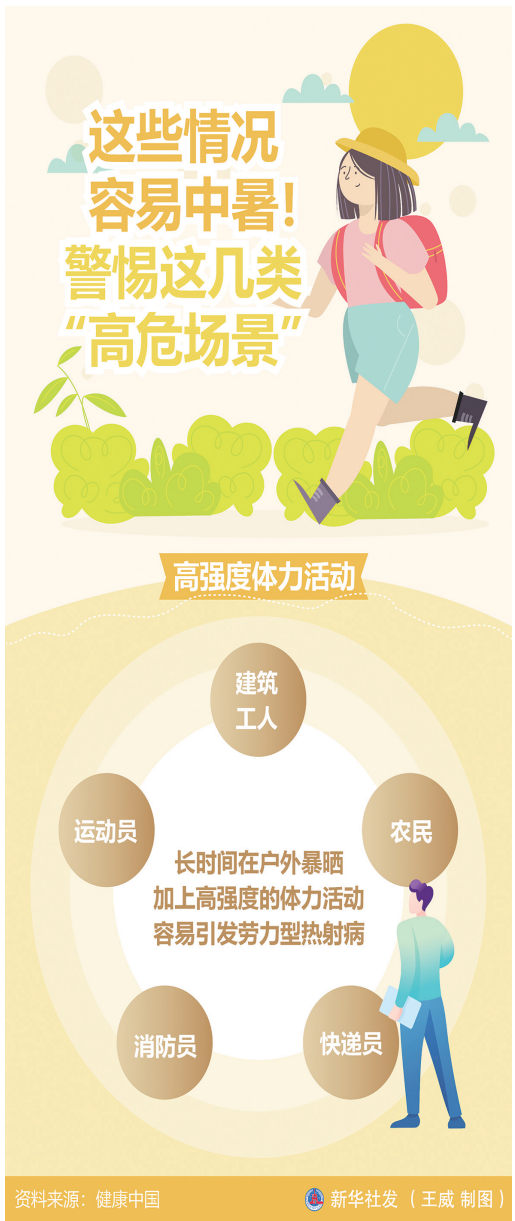 这些情况
容易中暑！
警惕这几类
“高危场景”
高强度体力活动
建筑
工人
运动员
农民
长时间在户外暴晒
加上高强度的体力活动
容易引发劳力型热射病
消防员
快递员
资料来源：健康中国
新华社发（王威 制图）